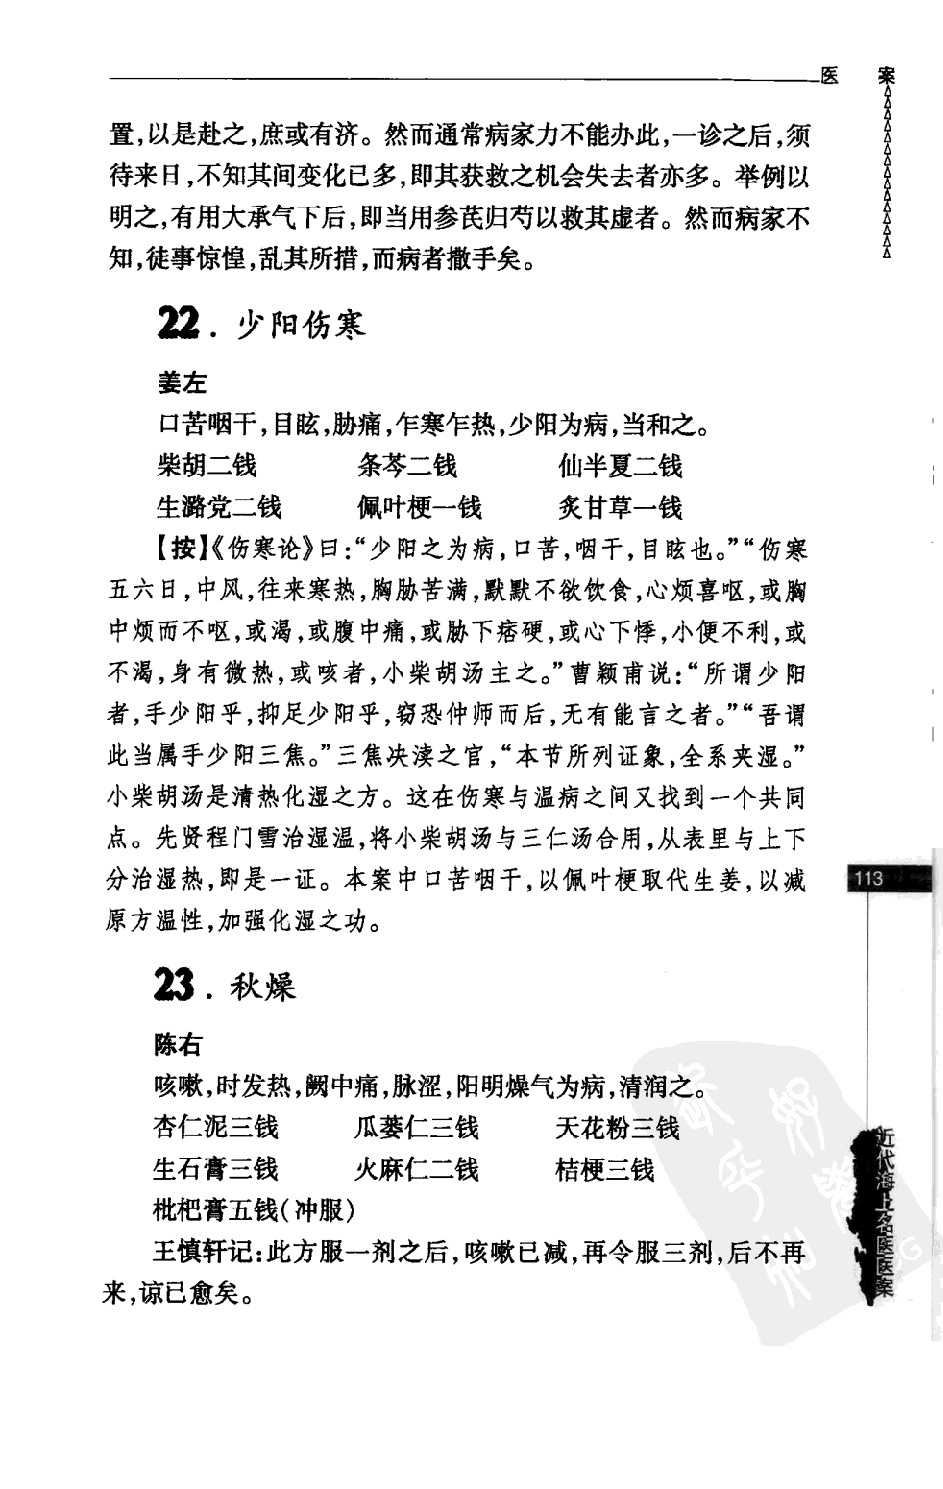 医 案
置,以是赴之,庶或有济。然而通常病家力不能办此,一诊之后,须
待来日,不知其间变化已多,即其获救之机会失去者亦多。举例以
明之,有用大承气下后,即当用参芪归芍以救其虚者。然而病家不
知,徒事惊惶,乱其所措,而病者撒手矣。
22. 少阳伤寒
姜左
口苦咽干,目眩,胁痛,乍寒乍热,少阳为病,当和之。
柴胡二钱 条芩二钱 仙半夏二钱
生潞党二钱 佩叶梗一钱 炙甘草一钱
【按】《伤寒论》曰:“少阳之为病,口苦,咽干,目眩也。”“伤寒
五六日,中风,往来寒热,胸胁苦满,默默不欲饮食,心烦喜呕,或胸
中烦而不呕,或渴,或腹中痛,或胁下痞硬,或心下悸,小便不利,或
不渴,身有微热,或咳者,小柴胡汤主之。”曹颖甫说:“所谓少阳
者,手少阳乎,抑足少阳乎,窃恐仲师而后,无有能言之者。”“吾谓
此当属手少阳三焦。”三焦决渎之官,“本节所列证象,全系夹湿。”
小柴胡汤是清热化湿之方。这在伤寒与温病之间又找到一个共同
点。先贤程门雪治湿温,将小柴胡汤与三仁汤合用,从表里与上下
分治湿热,即是一证。本案中口苦咽干,以佩叶梗取代生姜,以减
原方温性,加强化湿之功。
113
23. 秋燥
陈右
咳嗽,时发热,阙中痛,脉涩,阳明燥气为病,清润之。
杏仁泥三钱 瓜蒌仁三钱 天花粉三钱
生石膏三钱 火麻仁二钱 桔梗三钱
枇杷膏五钱(冲服)
王慎轩记:此方服一剂之后,咳嗽已减,再令服三剂,后不再
来,谅已愈矣。
近代海上名医医案